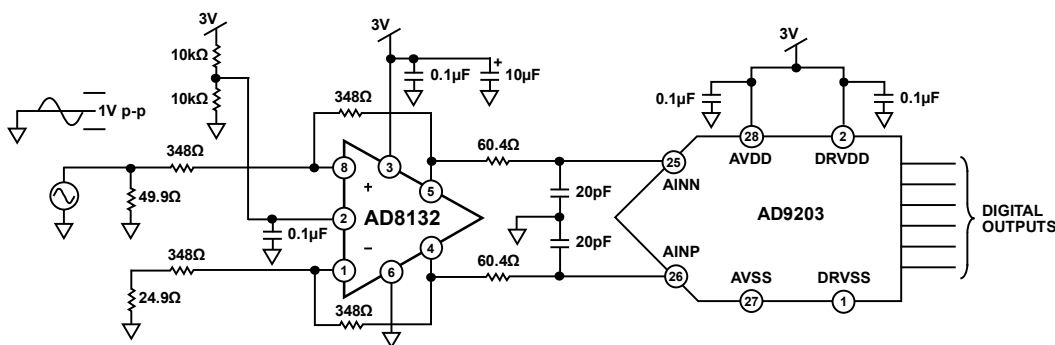 3V
10kΩ
10kΩ
1V p-p
348Ω
49.9Ω
348Ω
24.9Ω
0.1µF
3V
0.1µF
+
10µF
348Ω
8
3
5
+
2
AD8132
−
4
1
6
348Ω
60.4Ω
60.4Ω
20pF
20pF
3V
0.1µF
0.1µF
28
2
AVDD
DRVDD
25
AINN
AD9203
AINP
26
AVSS
DRVSS
27
1
DIGITAL
OUTPUTS